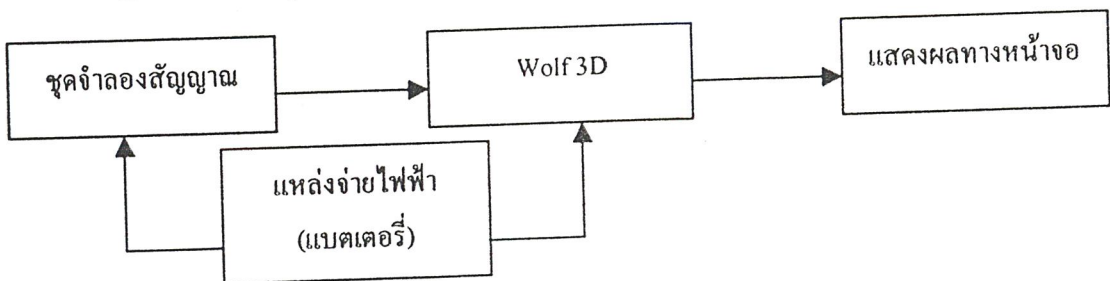 ชุดจำลองสัญญาณ
Wolf 3D
แสดงผลทางหน้าจอ
แหล่งจ่ายไฟฟ้า
(แบตเตอรี่)